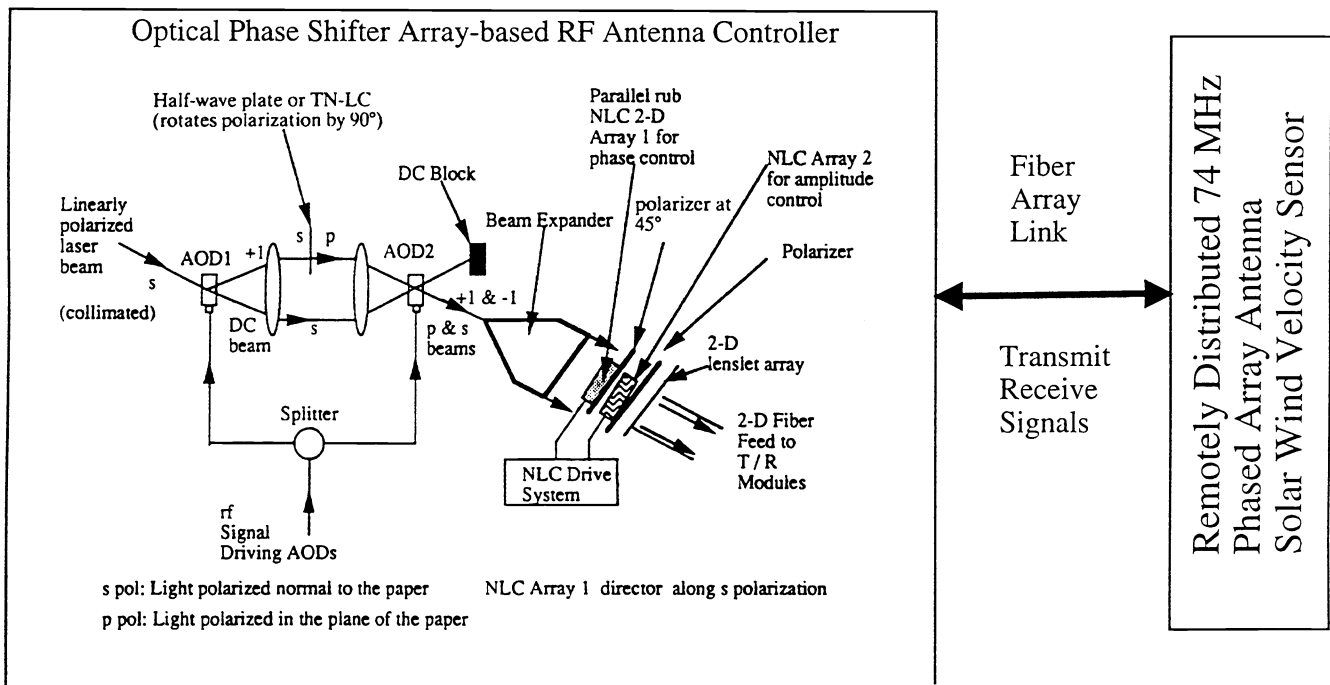 Optical Phase Shifter Array-based RF Antenna Controller
Half-wave plate or TN-LC
(rotates polarization by 90°)
Parallel rub
NLC 2-D
Array 1 for
phase control
NLC Array 2
for amplitude
control
DC Block
polarizer at
45°
Beam Expander
Polarizer
Linearly
polarized
laser
beam
s
(collimated)
AOD1
+1
s
p
AOD2
DC
beam
s
+1 & -1
p & s
beams
2-D
lenslet array
Splitter
2-D Fiber
Feed to
T / R
Modules
NLC Drive
System
rf
Signal
Driving AODs
s pol: Light polarized normal to the paper
NLC Array 1 director along s polarization
p pol: Light polarized in the plane of the paper
Fiber
Array
Link
Transmit
Receive
Signals
Remotely Distributed 74 MHz
Phased Array Antenna
Solar Wind Velocity Sensor